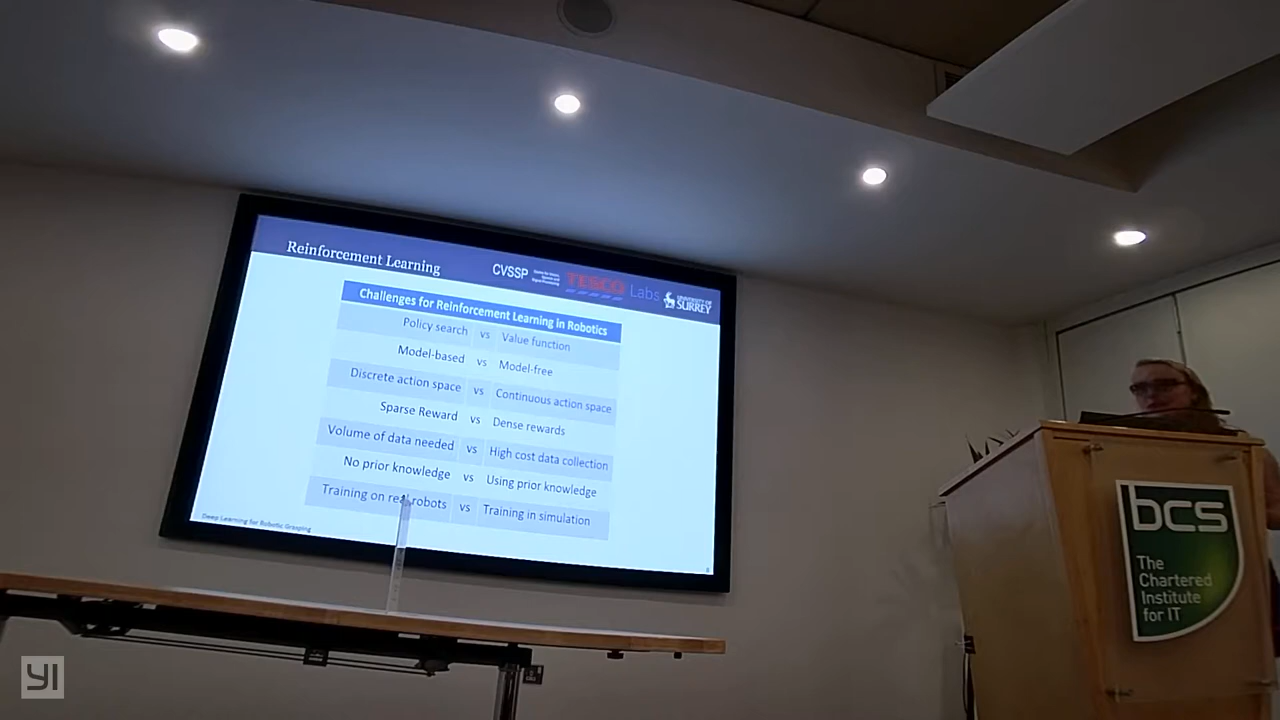 Reinforcement Learning
CVSSP
TESCO Labs
UNIVERSITY OF
SURREY
Challenges for Reinforcement Learning in Robotics
Policy search vs Value function
Model-based vs Model-free
Discrete action space vs Continuous action space
Sparse Reward vs Dense rewards
Volume of data needed vs High cost data collection
No prior knowledge vs Using prior knowledge
Training on real robots vs Training in simulation
Deep Learning for Robotic Grasping
8
bcs
The
Chartered
Institute
for IT
YI